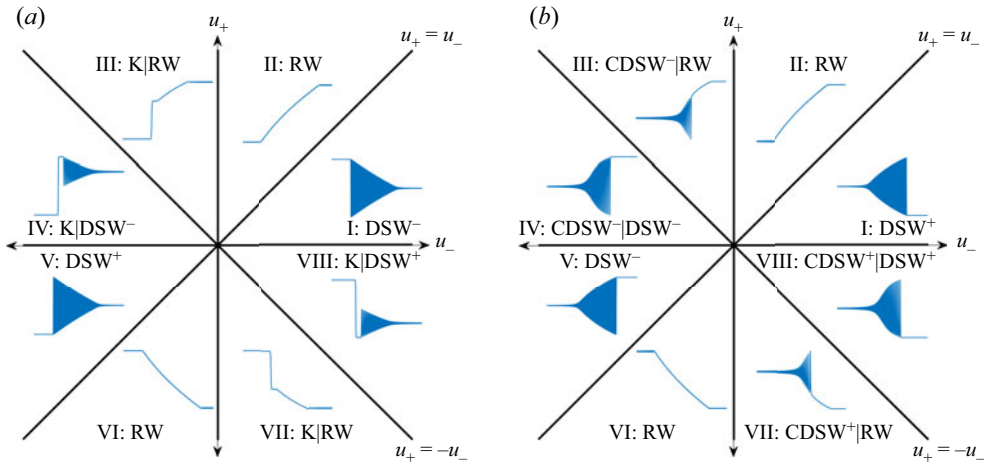 (a)
u₊
u₊ = u₋
III: K|RW
II: RW
IV: K|DSW⁻
I: DSW⁻
u₋
V: DSW⁺
VIII: K|DSW⁺
VI: RW
VII: K|RW
u₊ = –u₋
(b)
u₊
u₊ = u₋
III: CDSW⁻|RW
II: RW
IV: CDSW⁻|DSW⁻
I: DSW⁺
u₋
V: DSW⁻
VIII: CDSW⁺|DSW⁺
VI: RW
VII: CDSW⁺|RW
u₊ = –u₋